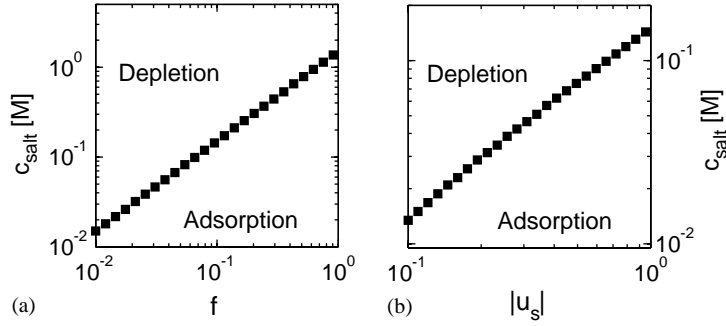 10^0
10^-1
10^-2
c_salt [M]
Depletion
Adsorption
10^-2
10^-1
10^0
f
(a)
Depletion
Adsorption
10^-1
10^-2
c_salt [M]
10^-1
10^0
|u_s|
(b)